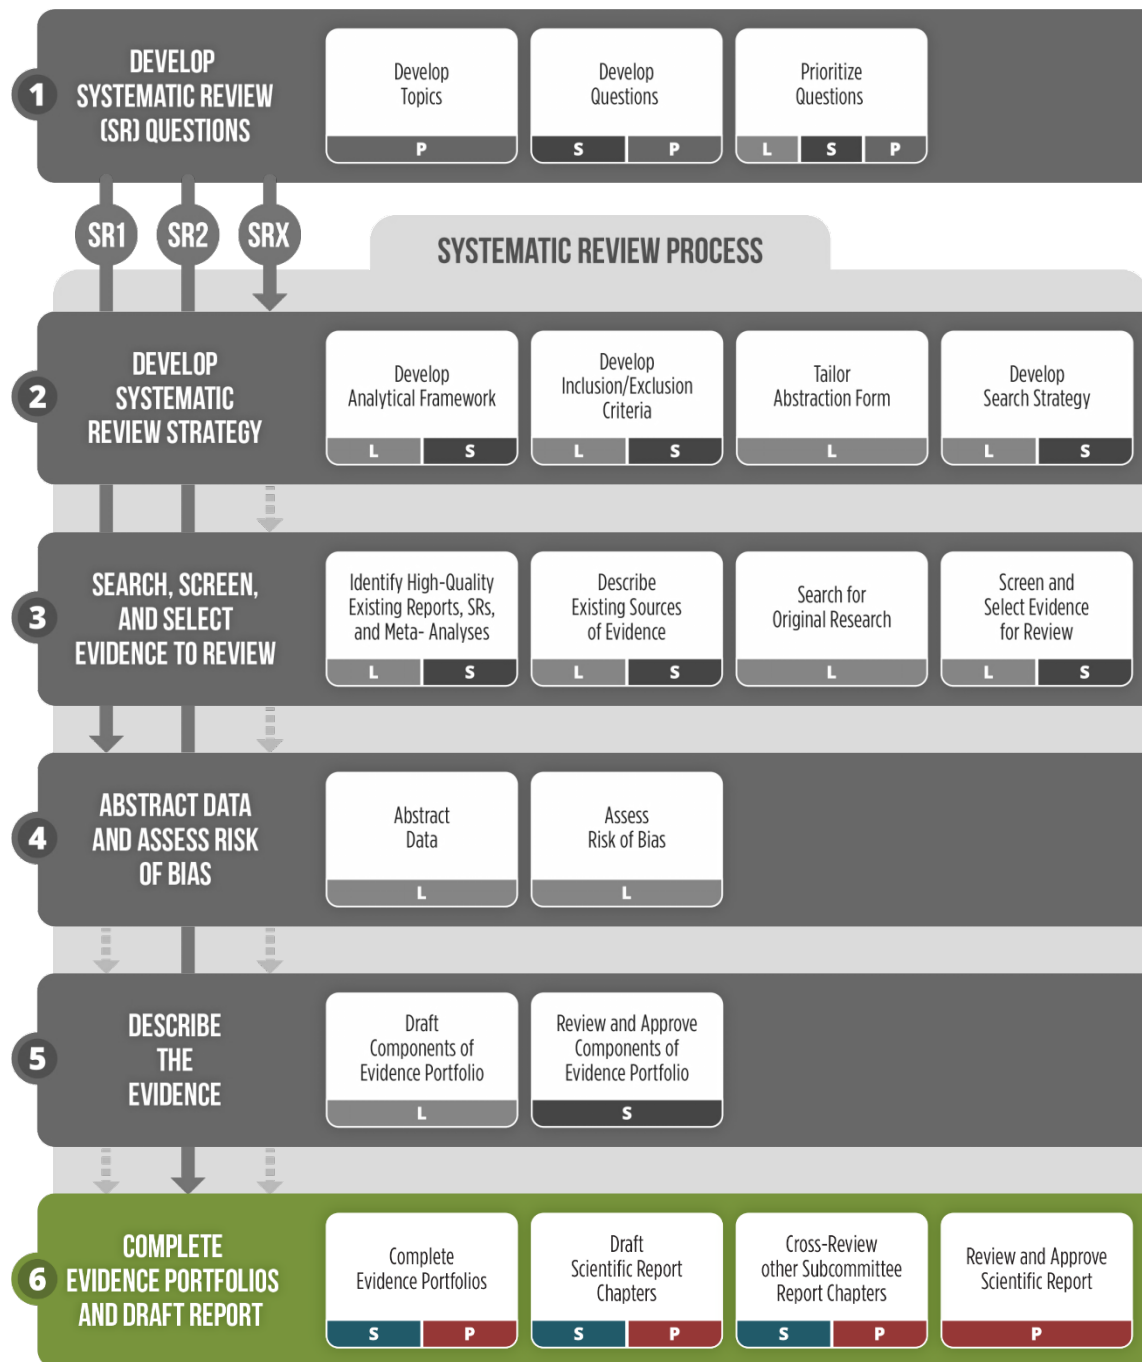 1
DEVELOP
SYSTEMATIC REVIEW
(SR) QUESTIONS
Develop
Topics
P
Develop
Questions
S P
Prioritize
Questions
L S P
SR1 SR2 SRX
SYSTEMATIC REVIEW PROCESS
2
DEVELOP
SYSTEMATIC
REVIEW STRATEGY
Develop
Analytical Framework
L S
Develop
Inclusion/Exclusion
Criteria
L S
Tailor
Abstraction Form
L
Develop
Search Strategy
L S
3
SEARCH, SCREEN,
AND SELECT
EVIDENCE TO REVIEW
Identify High-Quality
Existing Reports, SRs,
and Meta- Analyses
L S
Describe
Existing Sources
of Evidence
L S
Search for
Original Research
L
Screen and
Select Evidence
for Review
L S
4
ABSTRACT DATA
AND ASSESS RISK
OF BIAS
Abstract
Data
L
Assess
Risk of Bias
L
5
DESCRIBE
THE
EVIDENCE
Draft
Components of
Evidence Portfolio
L
Review and Approve
Components of
Evidence Portfolio
S
6
COMPLETE
EVIDENCE PORTFOLIOS
AND DRAFT REPORT
Complete
Evidence Portfolios
S P
Draft
Scientific Report
Chapters
S P
Cross-Review
other Subcommittee
Report Chapters
S P
Review and Approve
Scientific Report
P